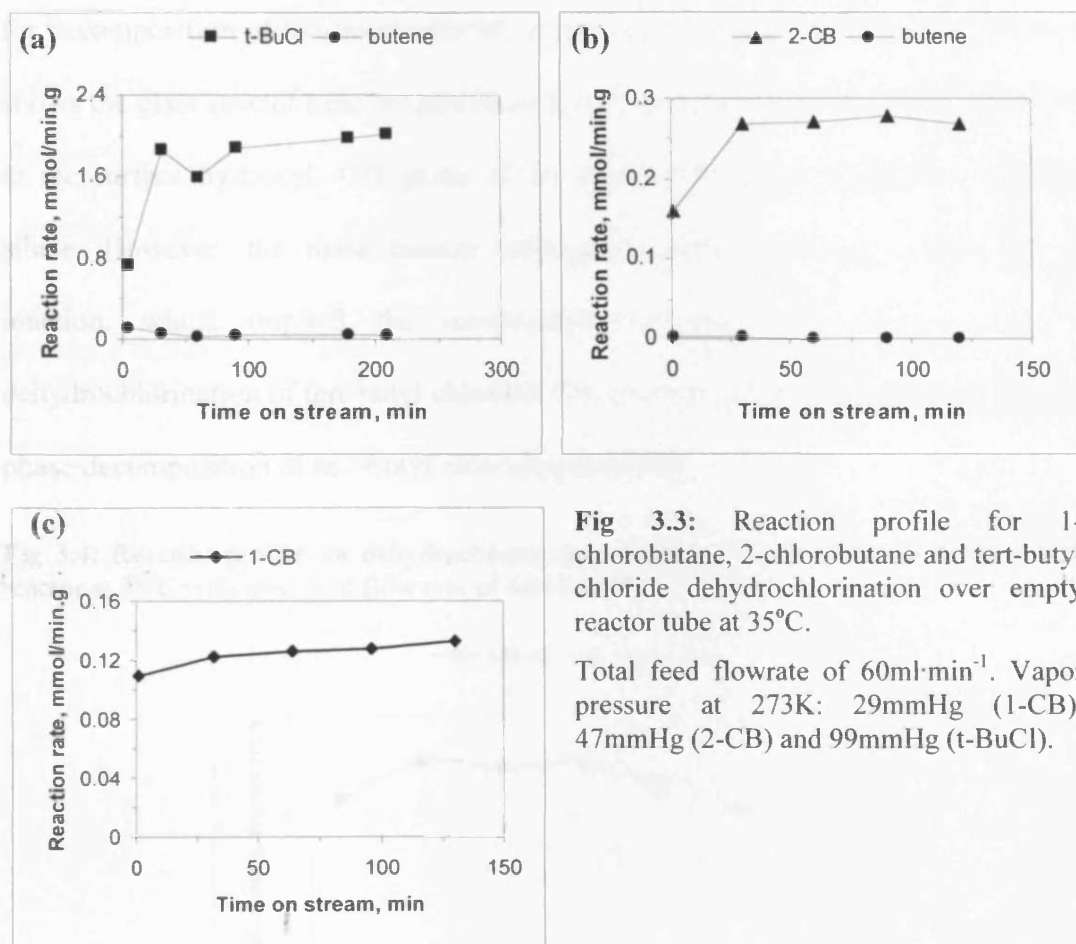 (a)
t-BuCl butene
2.4
1.6
0.8
0
0 100 200 300
Reaction rate, mmol/min.g
Time on stream, min
(b)
2-CB butene
0.3
0.2
0.1
0
0 50 100 150
Reaction rate, mmol/min.g
Time on stream, min
(c)
1-CB
0.16
0.12
0.08
0.04
0
0 50 100 150
Reaction rate, mmol/min.g
Time on stream, min
Fig 3.3: Reaction profile for 1-
chlorobutane, 2-chlorobutane and tert-butyl
chloride dehydrochlorination over empty
reactor tube at 35°C.
Total feed flowrate of 60ml·min⁻¹. Vapor
pressure at 273K: 29mmHg (1-CB)
47mmHg (2-CB) and 99mmHg (t-BuCl).